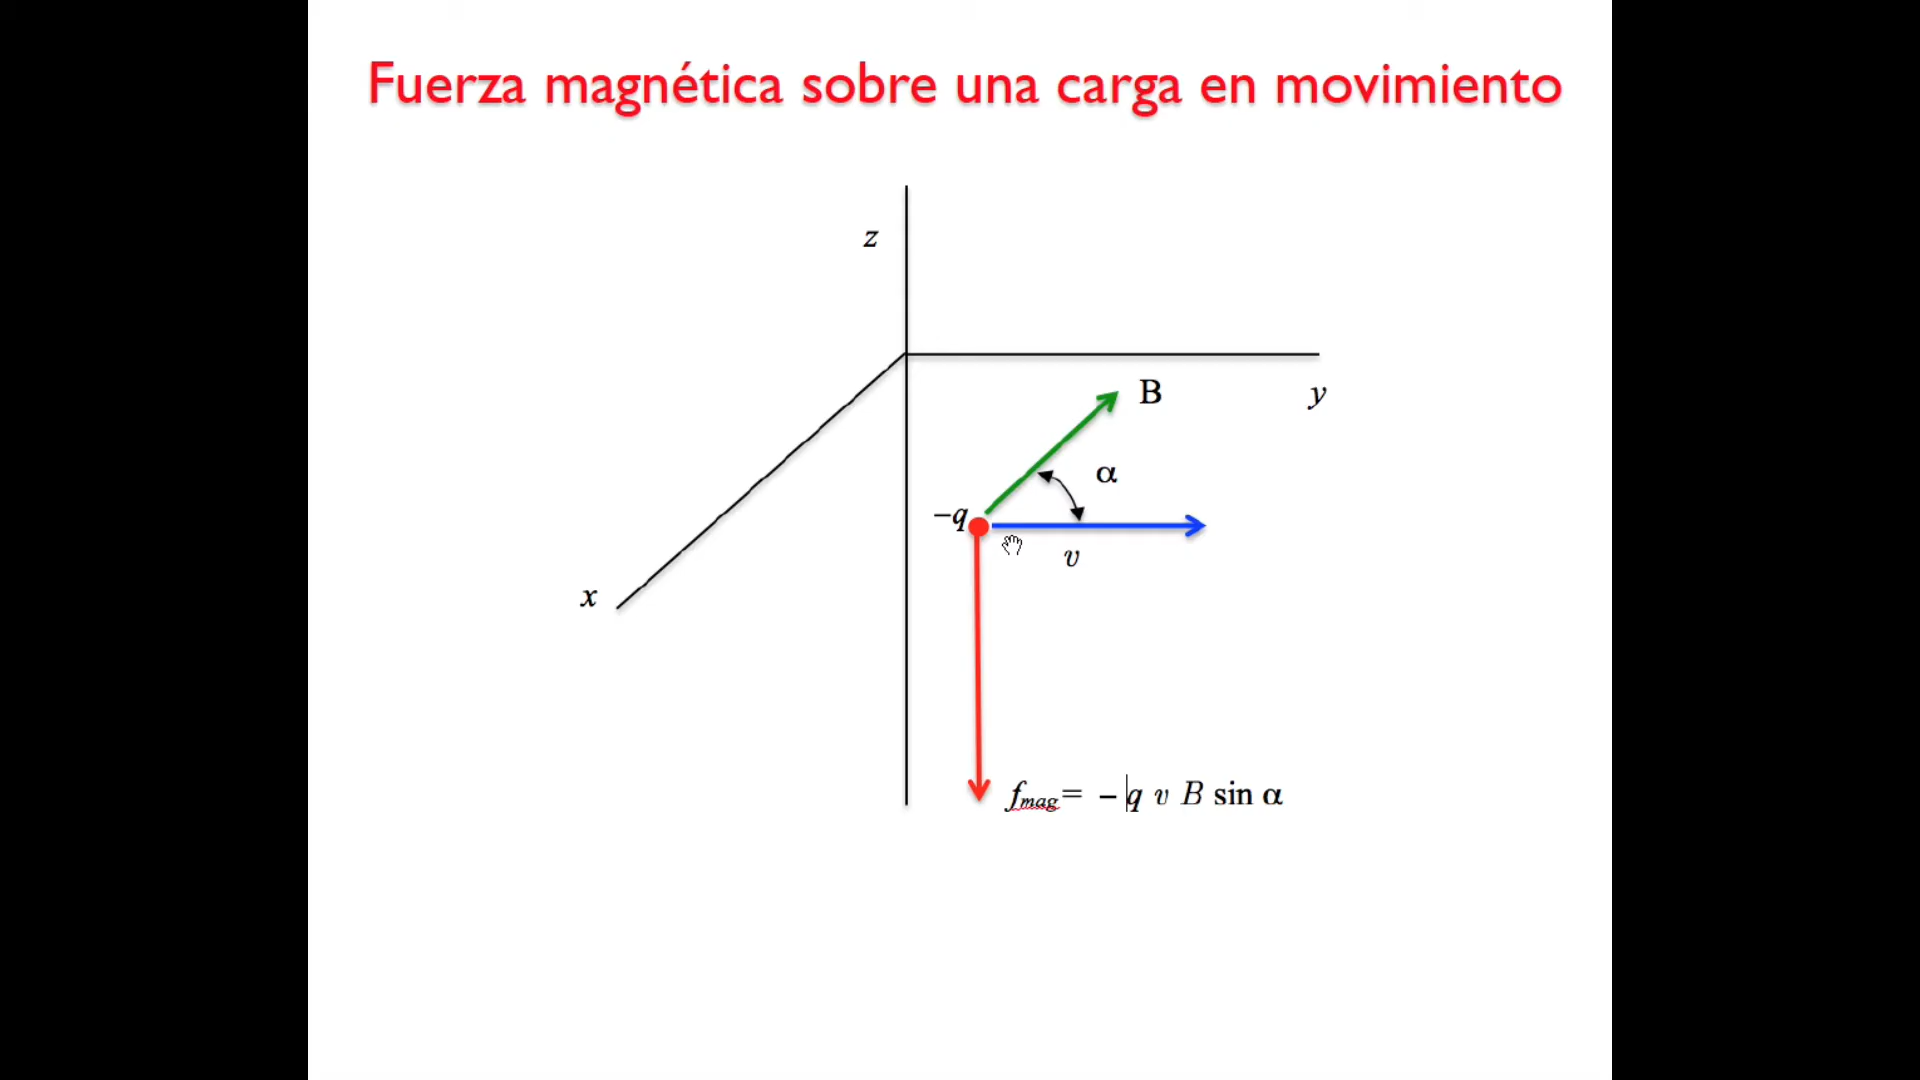 Fuerza magnética sobre una carga en movimiento
z
B
y
α
−q
v
x
fmag= − q v B sin α